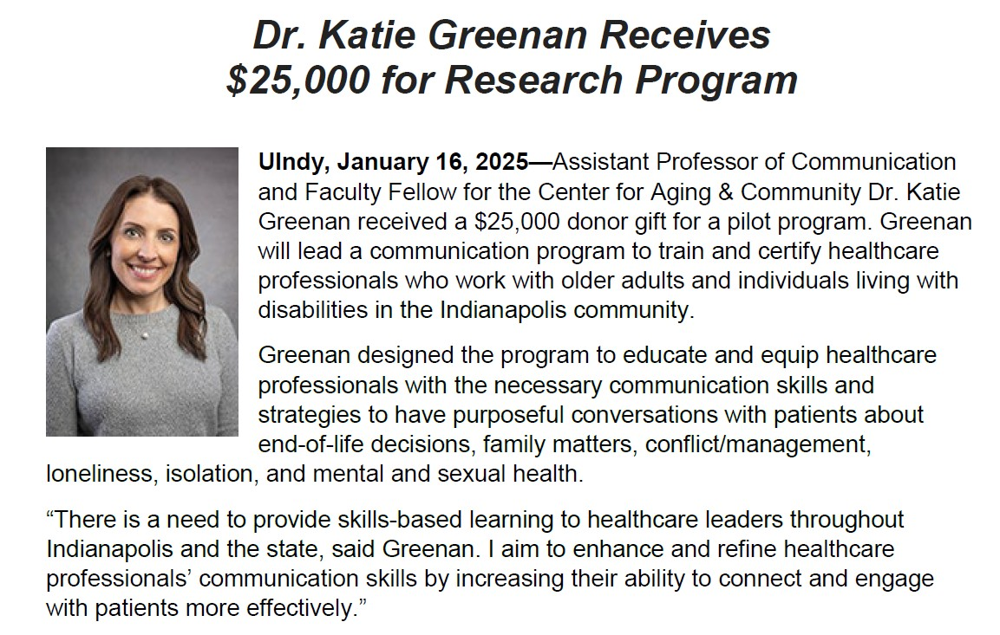 Dr. Katie Greenan Receives
$25,000 for Research Program
UIndy, January 16, 2025—Assistant Professor of Communication
and Faculty Fellow for the Center for Aging & Community Dr. Katie
Greenan received a $25,000 donor gift for a pilot program. Greenan
will lead a communication program to train and certify healthcare
professionals who work with older adults and individuals living with
disabilities in the Indianapolis community.
Greenan designed the program to educate and equip healthcare
professionals with the necessary communication skills and
strategies to have purposeful conversations with patients about
end-of-life decisions, family matters, conflict/management,
loneliness, isolation, and mental and sexual health.
“There is a need to provide skills-based learning to healthcare leaders throughout
Indianapolis and the state, said Greenan. I aim to enhance and refine healthcare
professionals’ communication skills by increasing their ability to connect and engage
with patients more effectively.”